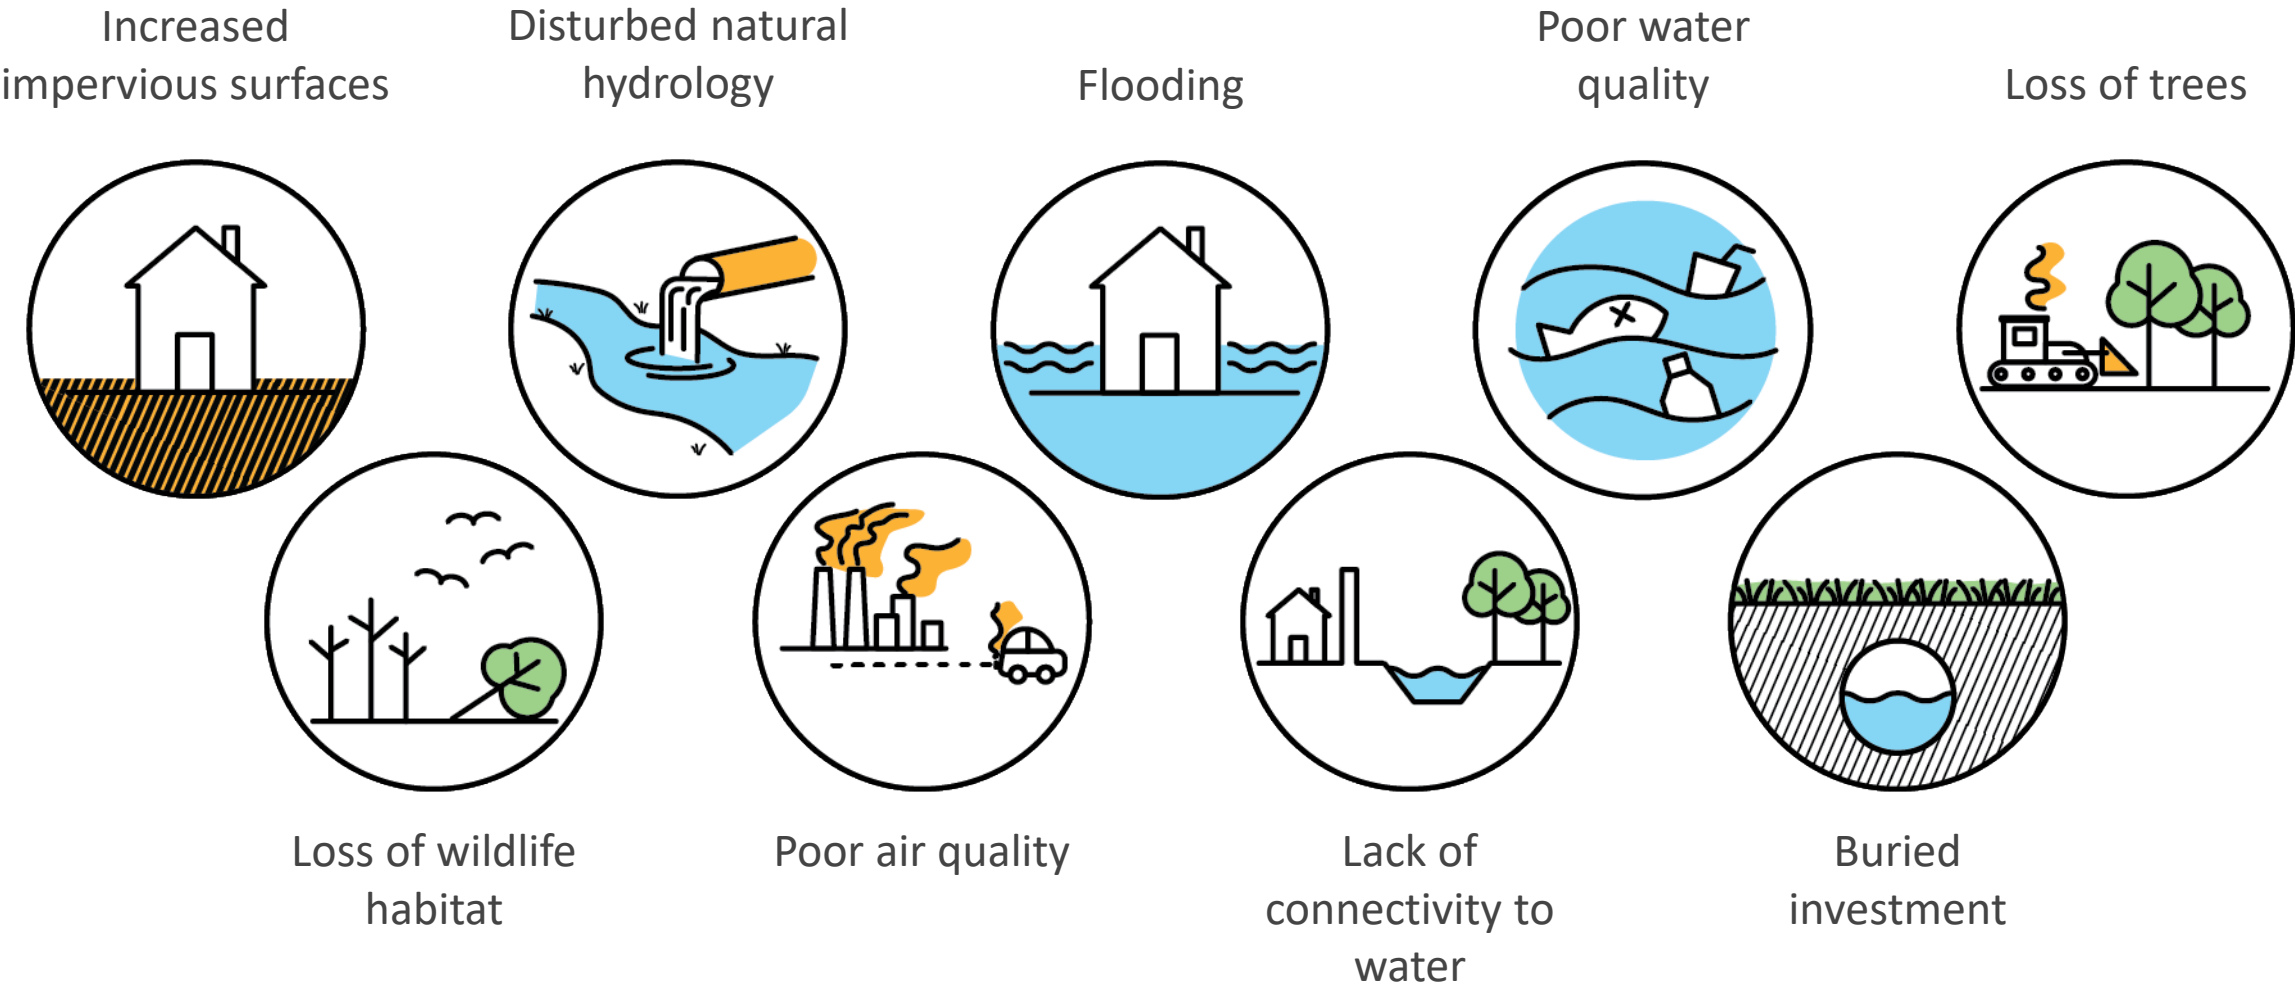 Increased
impervious surfaces
Disturbed natural
hydrology
Flooding
Poor water
quality
Loss of trees
Loss of wildlife
habitat
Poor air quality
Lack of
connectivity to
water
Buried
investment